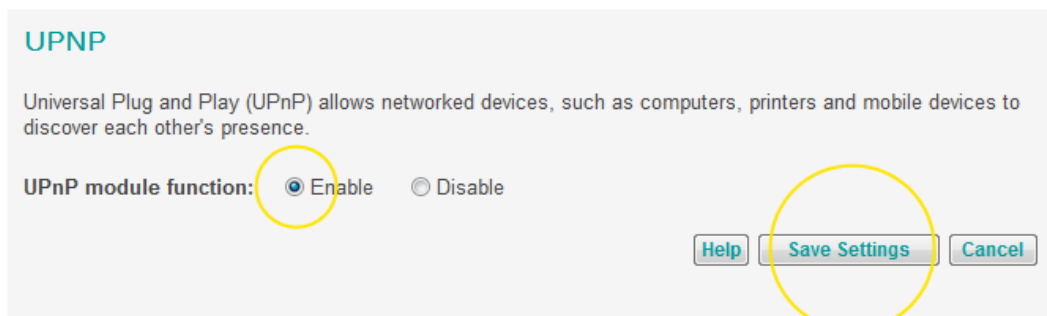 UPNP
Universal Plug and Play (UPnP) allows networked devices, such as computers, printers and mobile devices to
discover each other's presence.
UPnP module function: Enable Disable
Help Save Settings Cancel